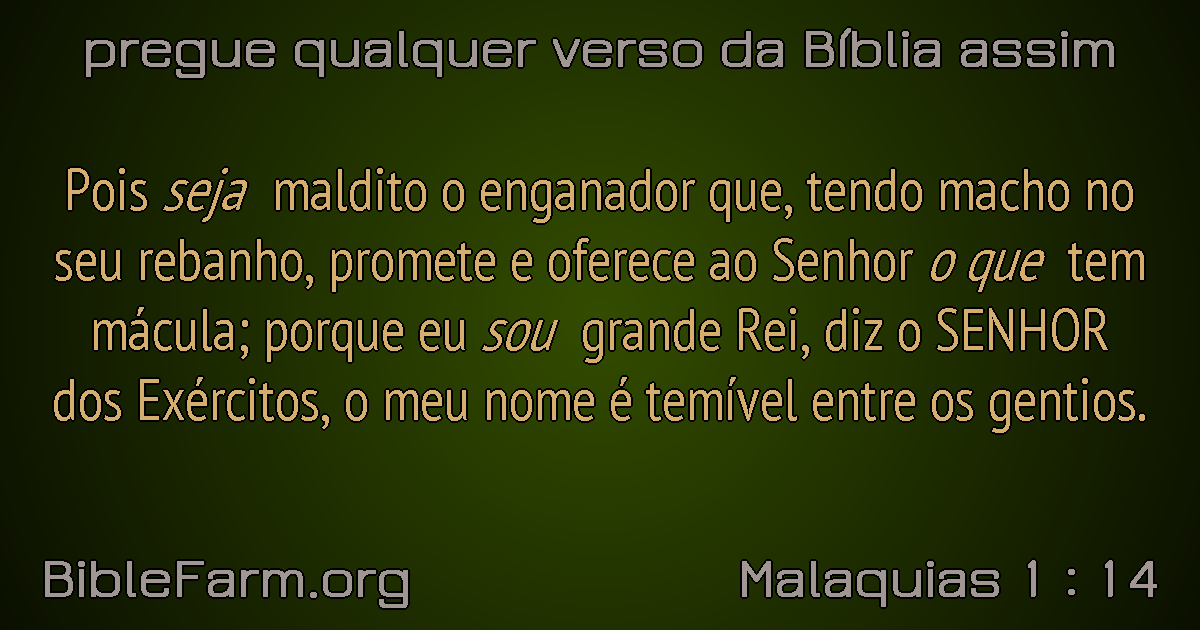 pregue qualquer verso da Bíblia assim
Pois seja maldito o enganador que, tendo macho no
seu rebanho, promete e oferece ao Senhor o que tem
mácula; porque eu sou grande Rei, diz o SENHOR
dos Exércitos, o meu nome é temível entre os gentios.
BibleFarm.org
Malaquias 1 : 14